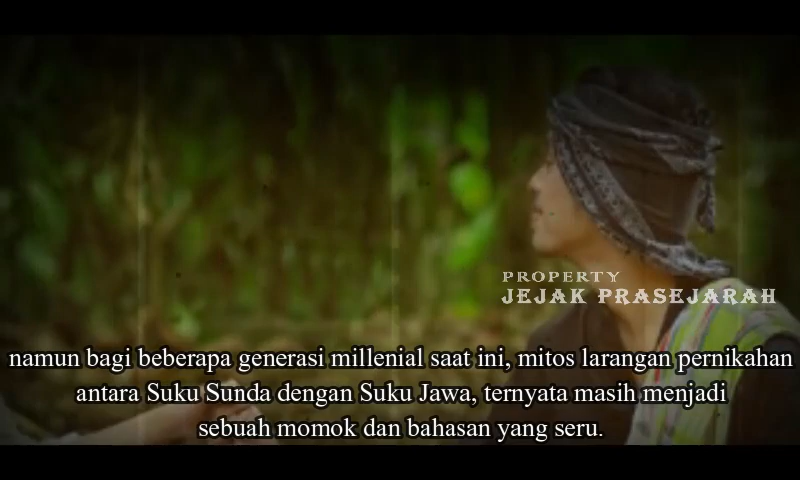 PROPERTY
JEJAK PRASEJARAH
namun bagi beberapa generasi millenial saat ini, mitos larangan pernikahan
antara Suku Sunda dengan Suku Jawa, ternyata masih menjadi
sebuah momok dan bahasan yang seru.